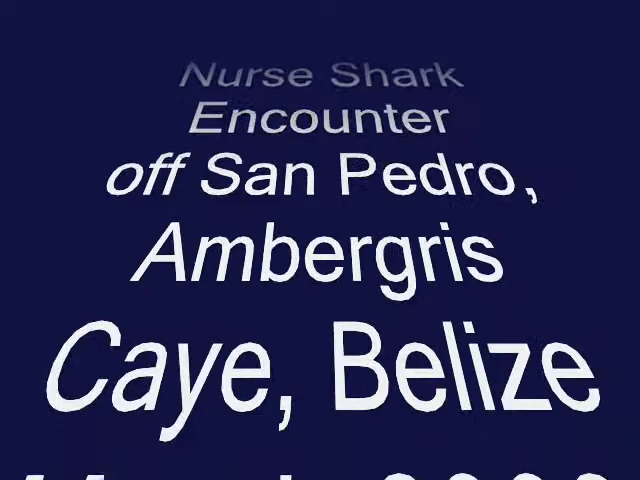 Nurse Shark
Encounter
off San Pedro,
Ambergris
Caye, Belize